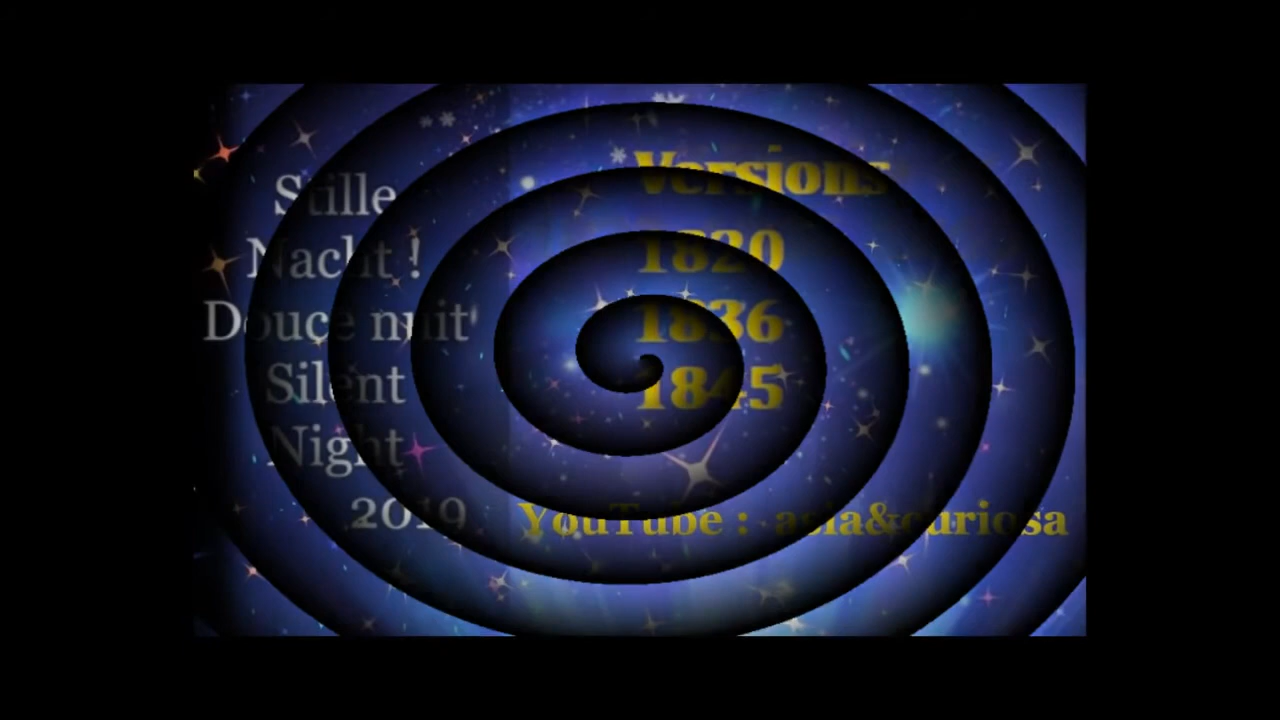 Stille
Nacht !
Douce nuit
Silent
Night
2019
Versions
1820
1836
1845
YouTube : asia&curiosa